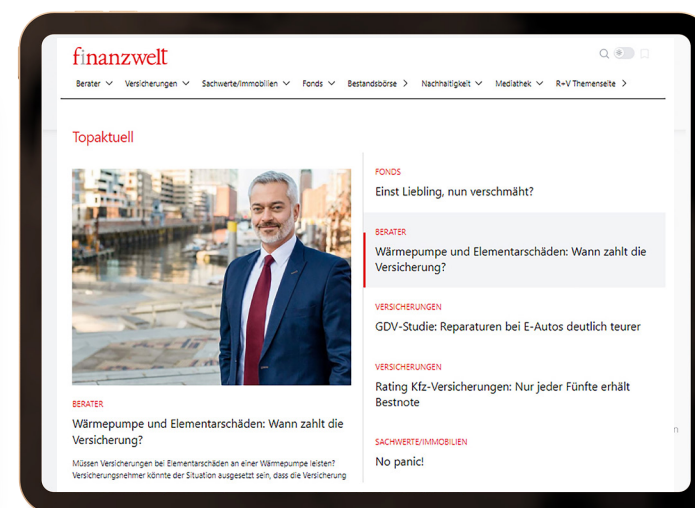 finanzwelt
Berater Versicherungen Sachwerte/Immobilien Fonds Bestandsbörse Nachhaltigkeit Mediathek R+V Themenseite
Topaktuell
BERATER
Wärmepumpe und Elementarschäden: Wann zahlt die
Versicherung?
Müssen Versicherungen bei Elementarschäden an einer Wärmepumpe leisten?
Versicherungsnehmer könnte der Situation ausgesetzt sein, dass die Versicherung
FONDS
Einst Liebling, nun verschmäht?
BERATER
Wärmepumpe und Elementarschäden: Wann zahlt die
Versicherung?
VERSICHERUNGEN
GDV-Studie: Reparaturen bei E-Autos deutlich teurer
VERSICHERUNGEN
Rating Kfz-Versicherungen: Nur jeder Fünfte erhält
Bestnote
SACHWERTE/IMMOBILIEN
No panic!